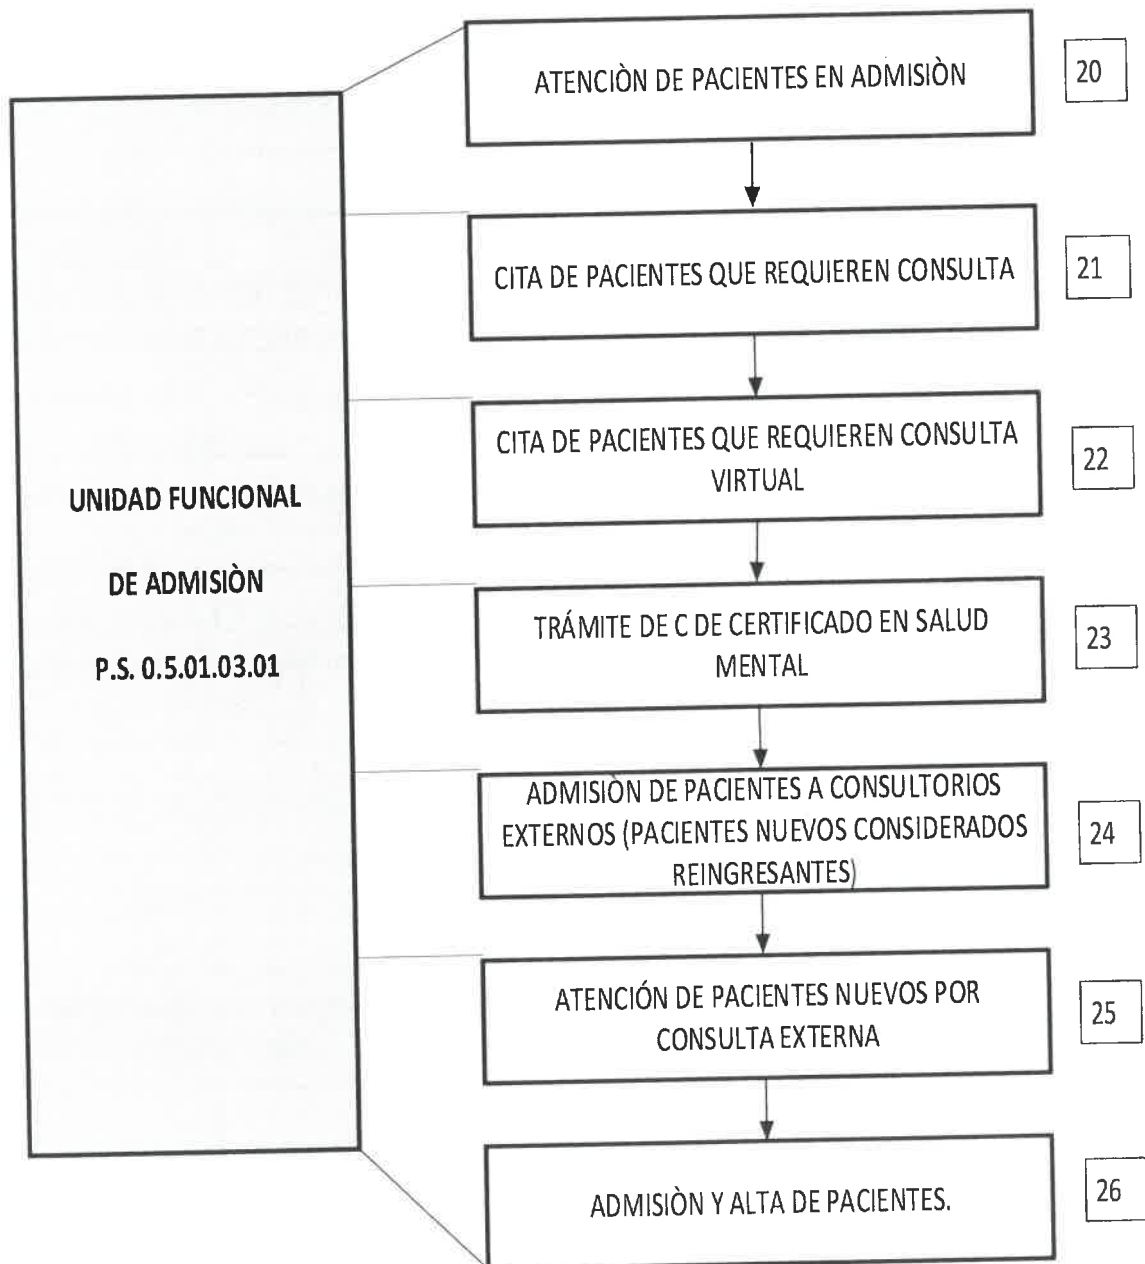 ATENCIÒN DE PACIENTES EN ADMISIÒN
20
CITA DE PACIENTES QUE REQUIEREN CONSULTA
21
CITA DE PACIENTES QUE REQUIEREN CONSULTA
VIRTUAL
22
UNIDAD FUNCIONAL
DE ADMISIÒN
P.S. 0.5.01.03.01
TRÁMITE DE C DE CERTIFICADO EN SALUD
MENTAL
23
ADMISIÒN DE PACIENTES A CONSULTORIOS
EXTERNOS (PACIENTES NUEVOS CONSIDERADOS
REINGRESANTES)
24
ATENCIÓN DE PACIENTES NUEVOS POR
CONSULTA EXTERNA
25
ADMISIÒN Y ALTA DE PACIENTES.
26